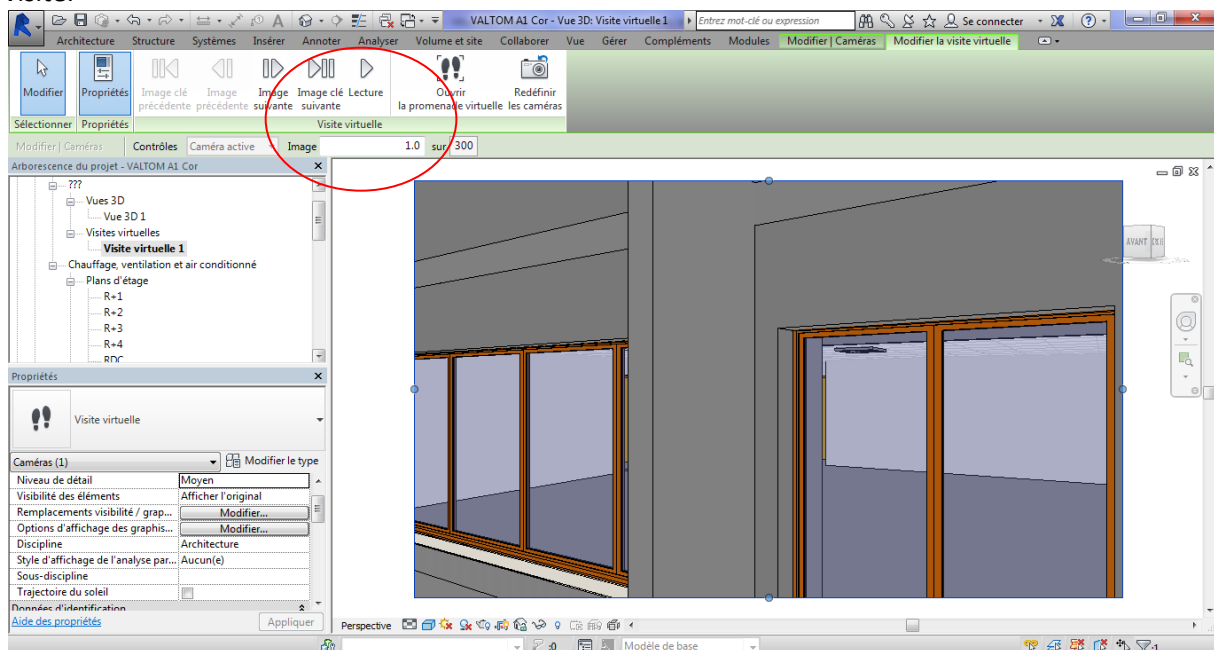 VALTOM A1 Cor - Vue 3D: Visite virtuelle 1
Entrez mot-clé ou expression
Se connecter
Architecture Structure Systèmes Insérer Annoter Analyser Volume et site Collaborer Vue Gérer Compléments Modules Modifier | Caméras Modifier la visite virtuelle
Modifier Propriétés Image clé précédente Image précédente Image suivante Image clé suivante Lecture Ouvrir la promenade virtuelle Redéfinir les caméras
Sélectionner Propriétés Visite virtuelle
Modifier | Caméras Contrôles Caméra active Image 1.0 sur 300
Arborescence du projet - VALTOM A1 Cor
???
Vues 3D
Vue 3D 1
Visites virtuelles
Visite virtuelle 1
Chauffage, ventilation et air conditionné
Plans d'étage
R+1
R+2
R+3
R+4
RDC
Propriétés
Visite virtuelle
Caméras (1) Modifier le type
Niveau de détail Moyen
Visibilité des éléments Afficher l'original
Remplacements visibilité / grap... Modifier...
Options d'affichage des graphis... Modifier...
Discipline Architecture
Style d'affichage de l'analyse par... Aucun(e)
Sous-discipline
Trajectoire du soleil
Données d'identification
Aide des propriétés Appliquer
AVANT
Perspective
:0 Modèle de base :1